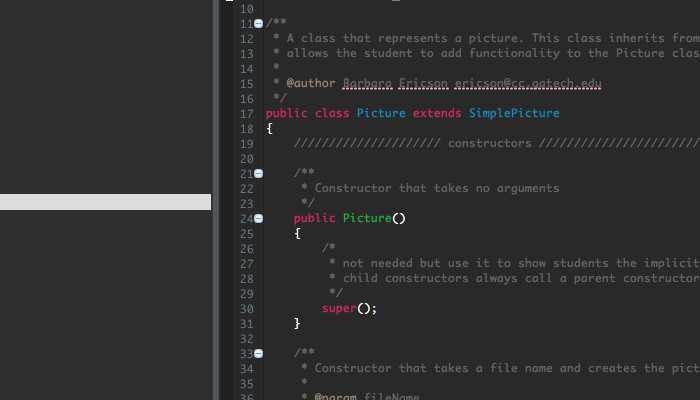 10
11 /**
12 * A class that represents a picture. This class inherits from
13 * allows the student to add functionality to the Picture clas
14 *
15 * @author Barbara Ericson ericson@cc.gatech.edu
16 */
17 public class Picture extends SimplePicture
18 {
19 ///////////////////// constructors ///////////////////////
20
21 /**
22 * Constructor that takes no arguments
23 */
24 public Picture()
25 {
26 /*
27 * not needed but use it to show students the implicit
28 * child constructors always call a parent constructor
29 */
30 super();
31 }
32
33 /**
34 * Constructor that takes a file name and creates the pict
35 *
36 * @param fileName